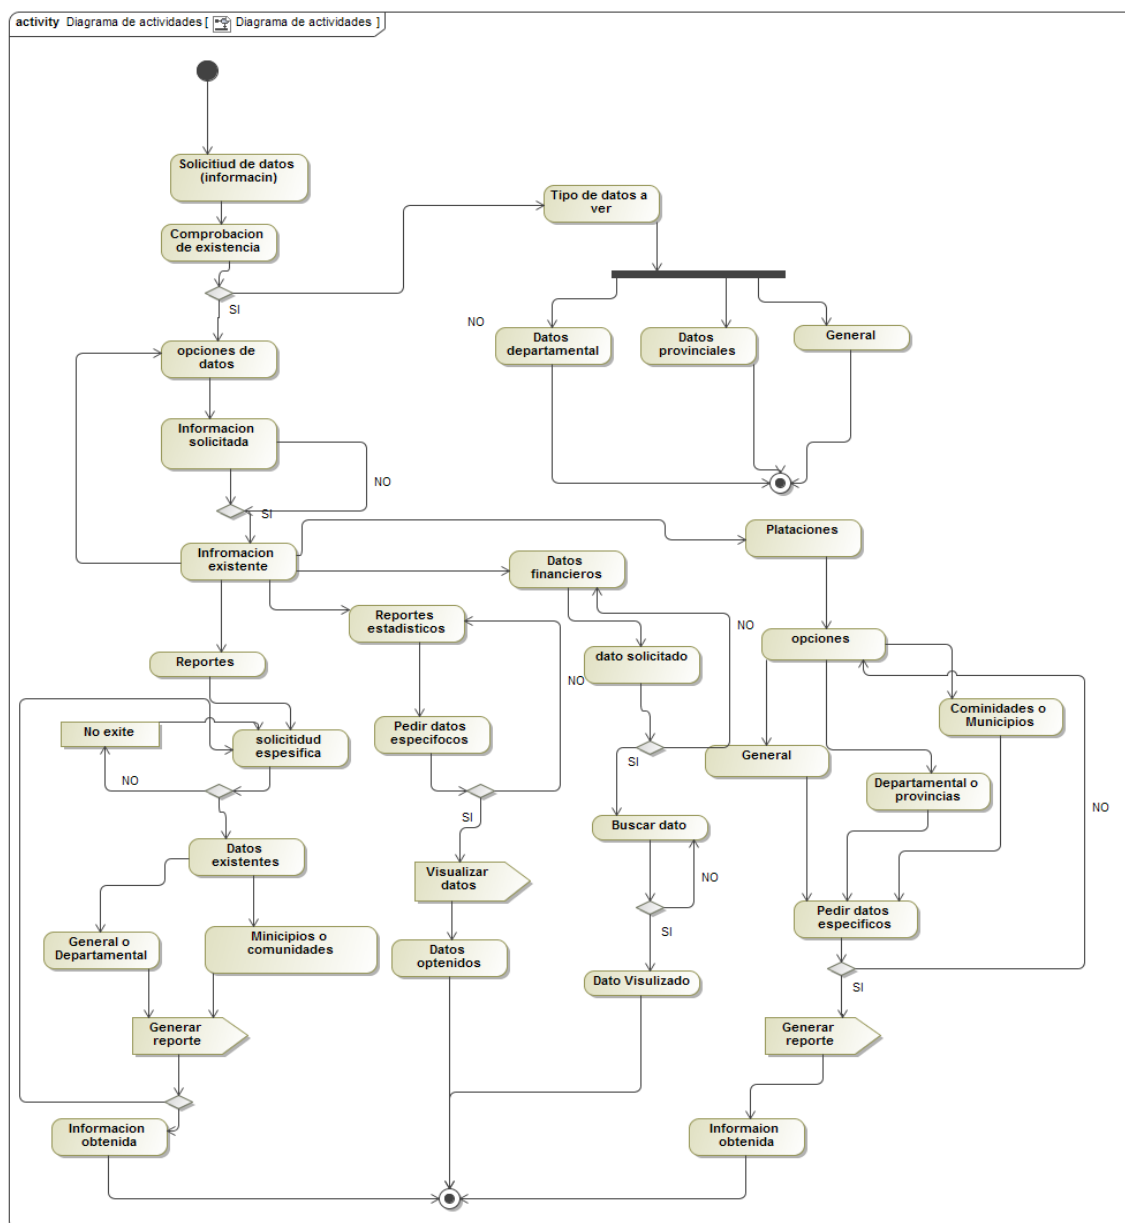 activity Diagrama de actividades [ Diagrama de actividades ]
Solicitiud de datos
(informacin)
Tipo de datos a
ver
Comprobacion
de existencia
SI
NO
Datos
departamental
Datos
provinciales
General
opciones de
datos
Informacion
solicitada
NO
SI
Plataciones
Infromacion
existente
Datos
financieros
Reportes
estadisticos
NO
opciones
Reportes
dato solicitado
NO
Cominidades o
Municipios
No exite
solicitidud
espesifica
Pedir datos
especifocos
General
SI
NO
Departamental o
provincias
NO
SI
Buscar dato
Datos
existentes
Visualizar
datos
NO
Pedir datos
especificos
SI
General o
Departamental
Minicipios o
comunidades
Datos
optenidos
Dato Visulizado
SI
Generar
reporte
Generar
reporte
Informacion
obtenida
Informaion
obtenida